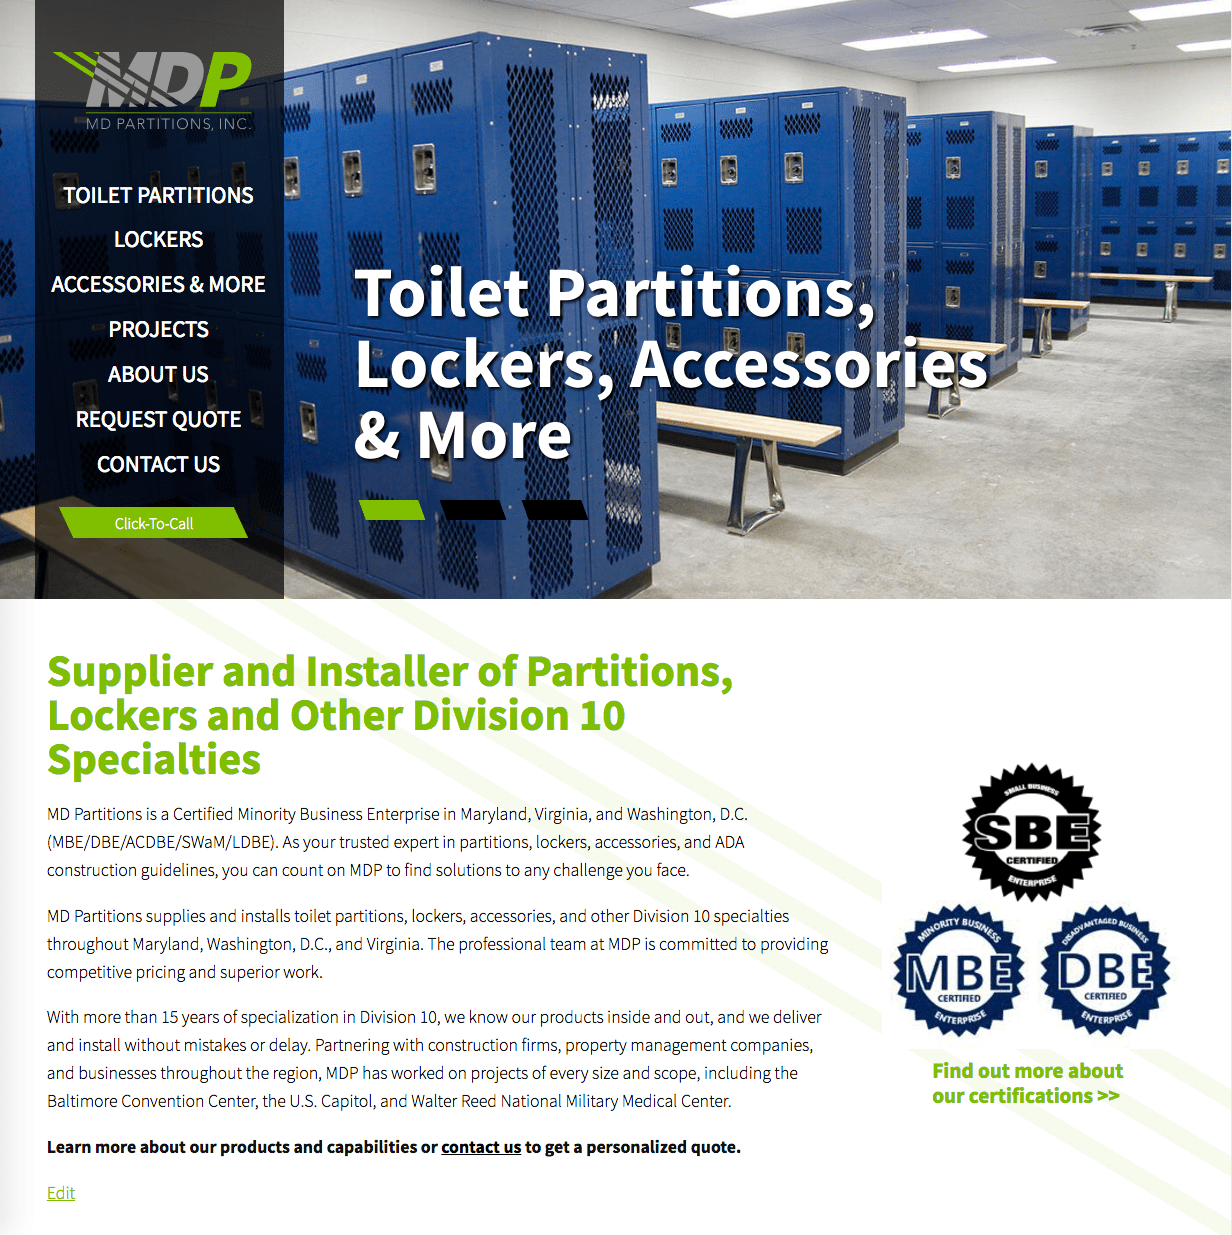 MDP
MD PARTITIONS, INC.
TOILET PARTITIONS
LOCKERS
ACCESSORIES & MORE
PROJECTS
ABOUT US
REQUEST QUOTE
CONTACT US
Click-To-Call
Toilet Partitions,
Lockers, Accessories
& More
Supplier and Installer of Partitions,
Lockers and Other Division 10
Specialties
MD Partitions is a Certified Minority Business Enterprise in Maryland, Virginia, and Washington, D.C.
(MBE/DBE/ACDBE/SWaM/LDBE). As your trusted expert in partitions, lockers, accessories, and ADA
construction guidelines, you can count on MDP to find solutions to any challenge you face.
MD Partitions supplies and installs toilet partitions, lockers, accessories, and other Division 10 specialties
throughout Maryland, Washington, D.C., and Virginia. The professional team at MDP is committed to providing
competitive pricing and superior work.
With more than 15 years of specialization in Division 10, we know our products inside and out, and we deliver
and install without mistakes or delay. Partnering with construction firms, property management companies,
and businesses throughout the region, MDP has worked on projects of every size and scope, including the
Baltimore Convention Center, the U.S. Capitol, and Walter Reed National Military Medical Center.
Learn more about our products and capabilities or contact us to get a personalized quote.
Edit
SMALL BUSINESS
SBE
CERTIFIED
ENTERPRISE
MINORITY BUSINESS
MBE
CERTIFIED
ENTERPRISE
DISADVANTAGED BUSINESS
DBE
CERTIFIED
ENTERPRISE
Find out more about
our certifications >>